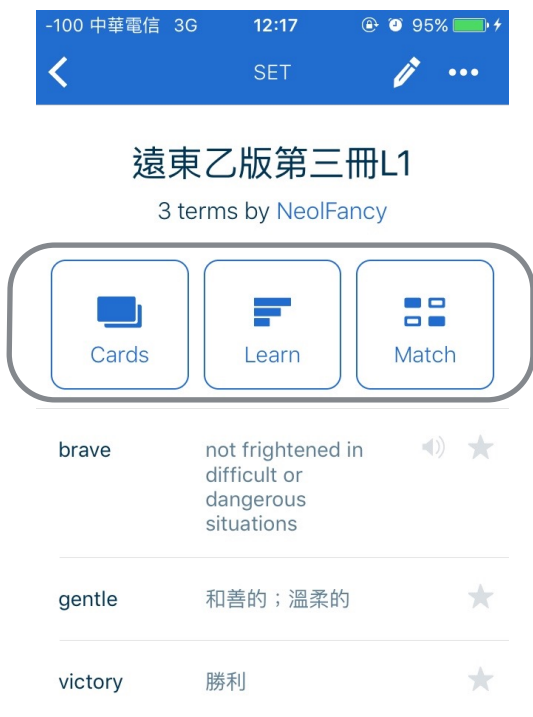 -100 中華電信 3G 12:17 95%
SET
遠東乙版第三冊L1
3 terms by NeolFancy
Cards Learn Match
brave not frightened in
difficult or
dangerous
situations
gentle 和善的；溫柔的
victory 勝利